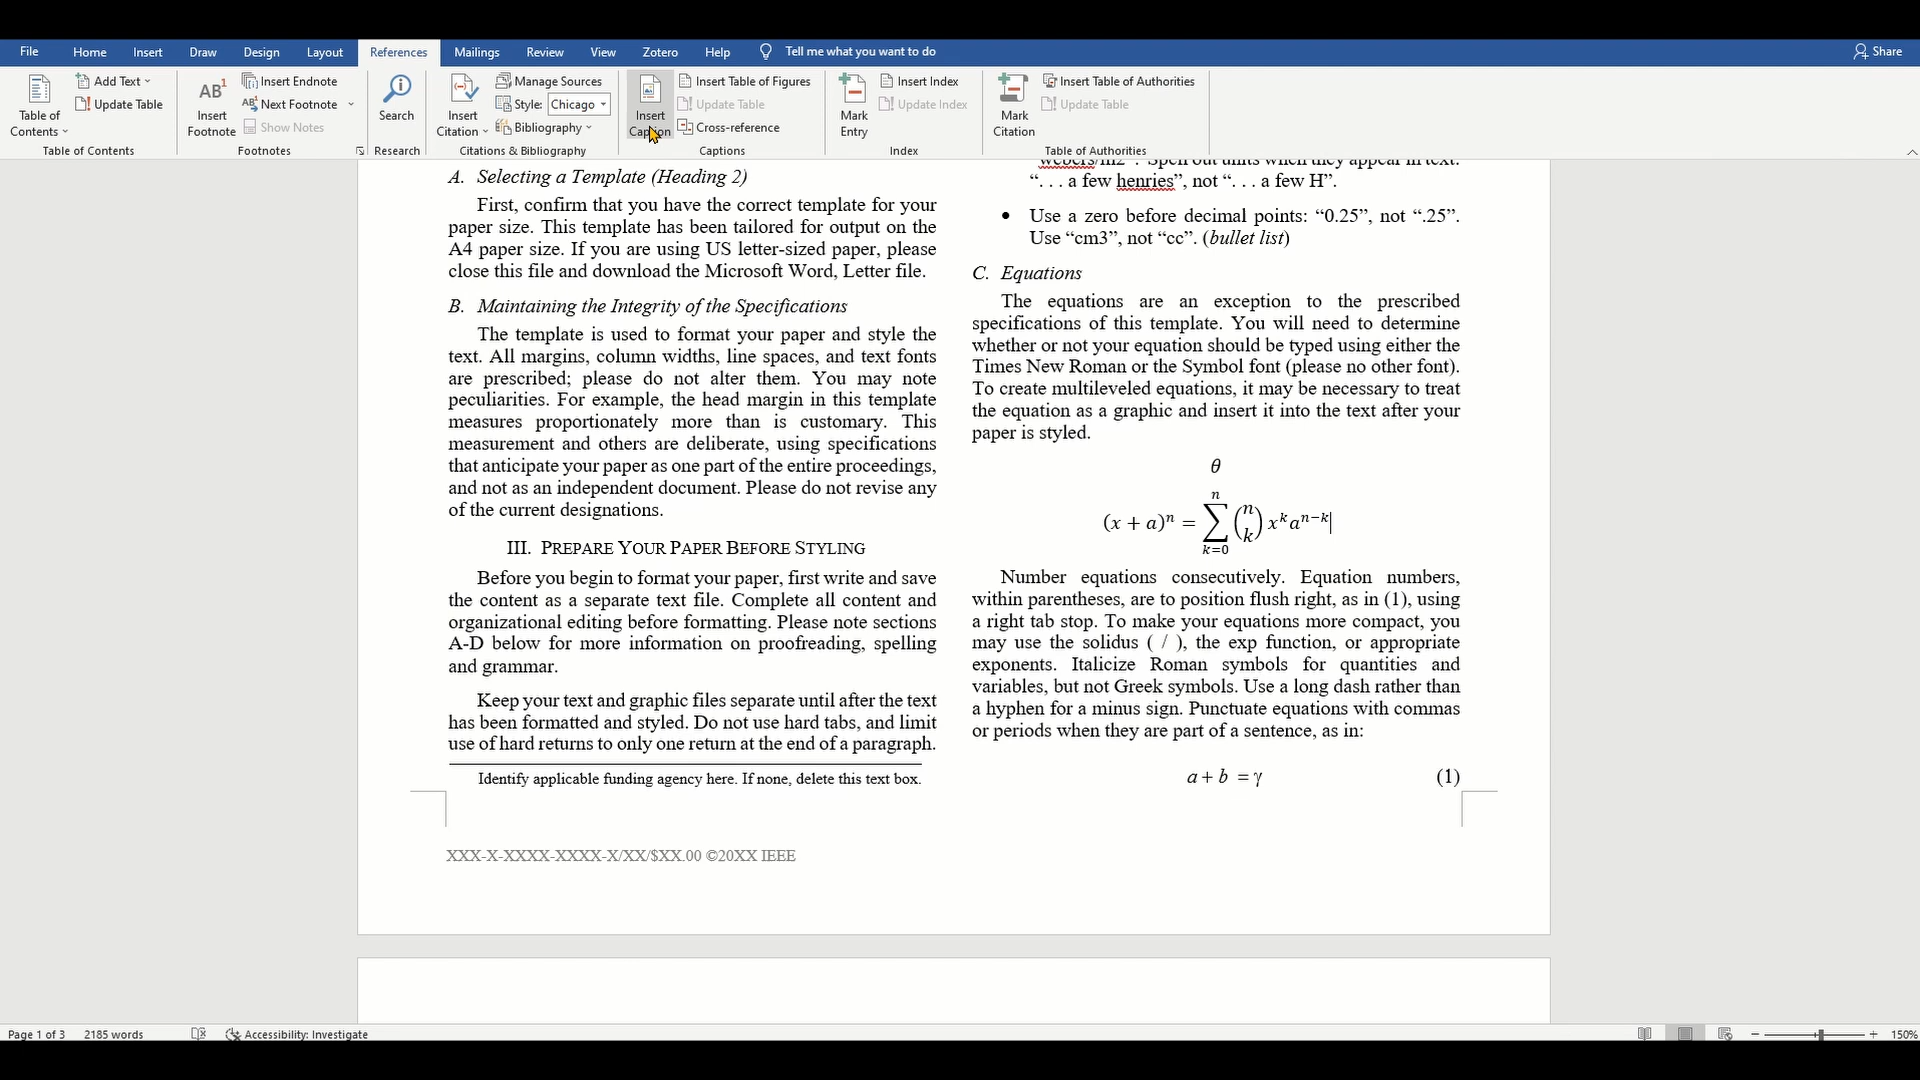 File Home Insert Draw Design Layout References Mailings Review View Zotero Help Tell me what you want to do Share
Table of Contents
Add Text
Update Table
Table of Contents
AB¹ Insert Footnote
Insert Endnote
AB¹ Next Footnote
Show Notes
Footnotes
Search
Research
Insert Citation
Manage Sources
Style: Chicago
Bibliography
Citations & Bibliography
Insert Caption
Insert Table of Figures
Update Table
Cross-reference
Captions
Mark Entry
Insert Index
Update Index
Index
Mark Citation
Insert Table of Authorities
Update Table
Table of Authorities
A. Selecting a Template (Heading 2)
First, confirm that you have the correct template for your
paper size. This template has been tailored for output on the
A4 paper size. If you are using US letter-sized paper, please
close this file and download the Microsoft Word, Letter file.
B. Maintaining the Integrity of the Specifications
The template is used to format your paper and style the
text. All margins, column widths, line spaces, and text fonts
are prescribed; please do not alter them. You may note
peculiarities. For example, the head margin in this template
measures proportionately more than is customary. This
measurement and others are deliberate, using specifications
that anticipate your paper as one part of the entire proceedings,
and not as an independent document. Please do not revise any
of the current designations.
III. PREPARE YOUR PAPER BEFORE STYLING
Before you begin to format your paper, first write and save
the content as a separate text file. Complete all content and
organizational editing before formatting. Please note sections
A-D below for more information on proofreading, spelling
and grammar.
Keep your text and graphic files separate until after the text
has been formatted and styled. Do not use hard tabs, and limit
use of hard returns to only one return at the end of a paragraph.
Identify applicable funding agency here. If none, delete this text box.
webers/m2”. Spell out units when they appear in text:
“. . . a few henries”, not “. . . a few H”.
• Use a zero before decimal points: “0.25”, not “.25”.
Use “cm3”, not “cc”. (bullet list)
C. Equations
The equations are an exception to the prescribed
specifications of this template. You will need to determine
whether or not your equation should be typed using either the
Times New Roman or the Symbol font (please no other font).
To create multileveled equations, it may be necessary to treat
the equation as a graphic and insert it into the text after your
paper is styled.
θ
(x + a)ⁿ = ∑ₖ₌₀ⁿ (n k) xᵏaⁿ⁻ᵏ
Number equations consecutively. Equation numbers,
within parentheses, are to position flush right, as in (1), using
a right tab stop. To make your equations more compact, you
may use the solidus ( / ), the exp function, or appropriate
exponents. Italicize Roman symbols for quantities and
variables, but not Greek symbols. Use a long dash rather than
a hyphen for a minus sign. Punctuate equations with commas
or periods when they are part of a sentence, as in:
a + b = γ (1)
XXX-X-XXXX-XXXX-X/XX/$XX.00 ©20XX IEEE
Page 1 of 3 2185 words Accessibility: Investigate 150%